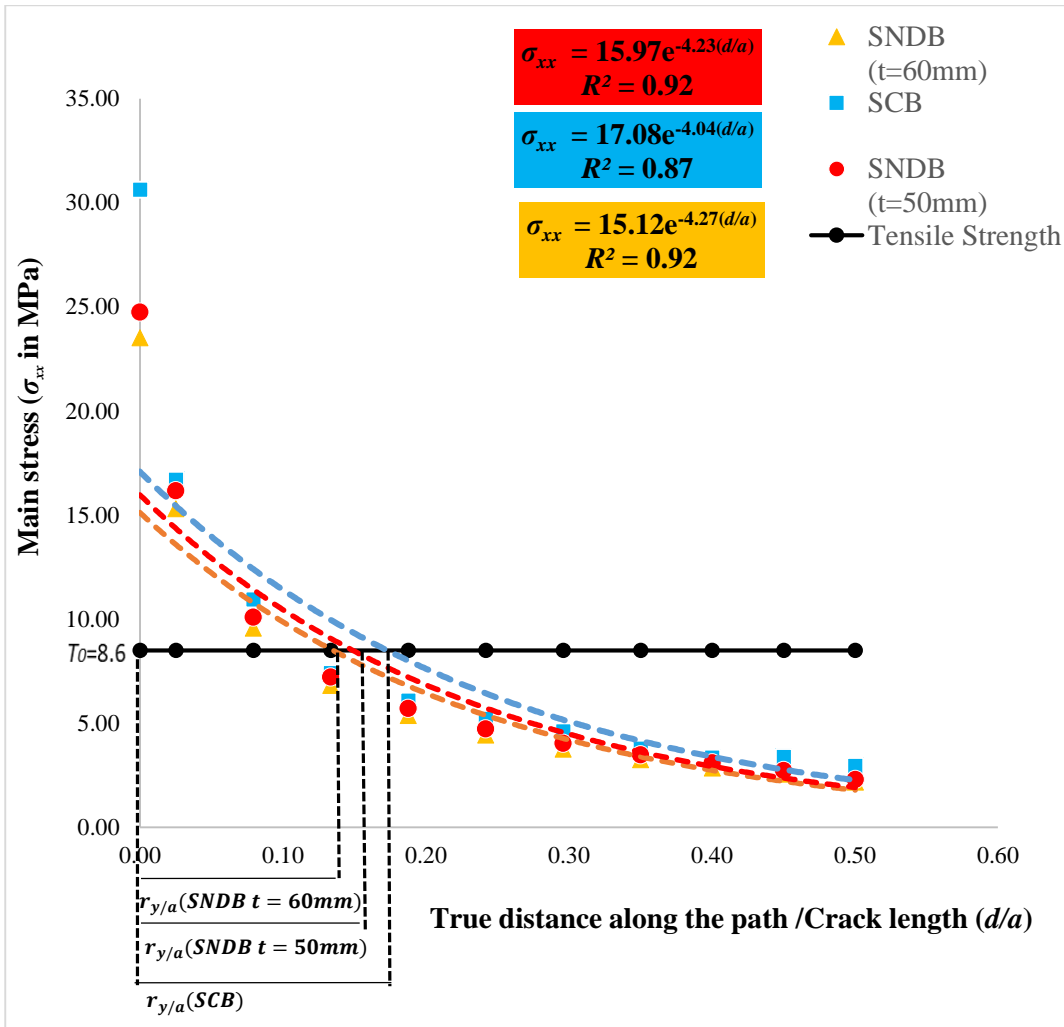 σxx = 15.97e-4.23(d/a)
R² = 0.92
σxx = 17.08e-4.04(d/a)
R² = 0.87
σxx = 15.12e-4.27(d/a)
R² = 0.92
SNDB
(t=60mm)
SCB
SNDB
(t=50mm)
Tensile Strength
Main stress (σxx in MPa)
35.00
30.00
25.00
20.00
15.00
10.00
T0=8.6
5.00
0.00
0.00 0.10 0.20 0.30 0.40 0.50 0.60
ry/a(SNDB t = 60mm)
ry/a(SNDB t = 50mm)
ry/a(SCB)
True distance along the path /Crack length (d/a)